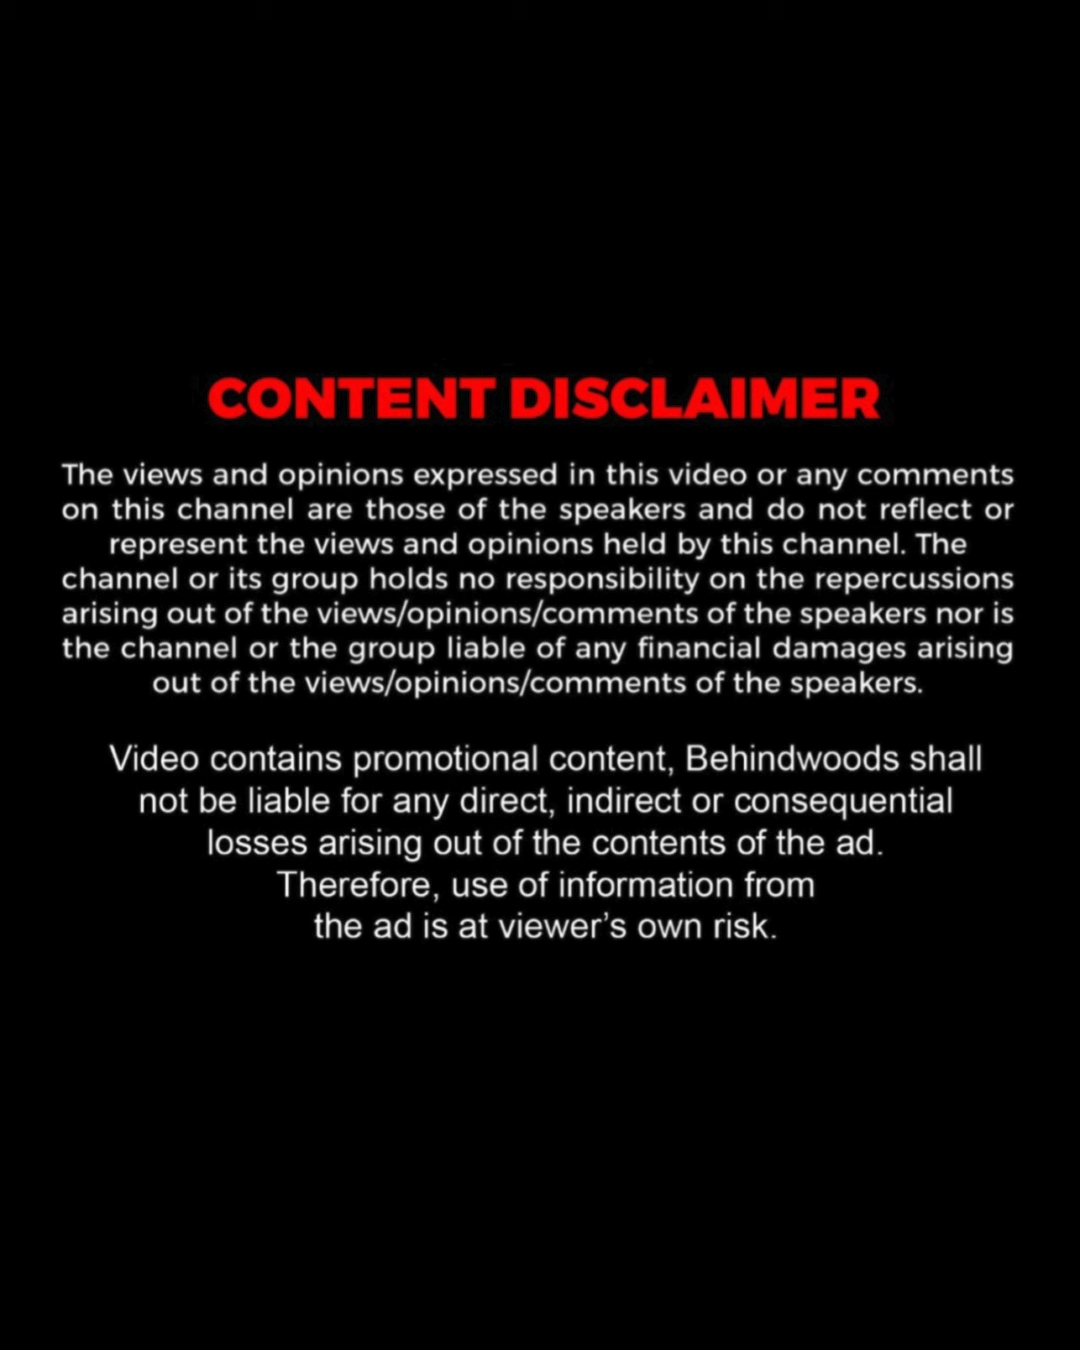 CONTENT DISCLAIMER
The views and opinions expressed in this video or any comments
on this channel are those of the speakers and do not reflect or
represent the views and opinions held by this channel. The
channel or its group holds no responsibility on the repercussions
arising out of the views/opinions/comments of the speakers nor is
the channel or the group liable of any financial damages arising
out of the views/opinions/comments of the speakers.
Video contains promotional content, Behindwoods shall
not be liable for any direct, indirect or consequential
losses arising out of the contents of the ad.
Therefore, use of information from
the ad is at viewer’s own risk.